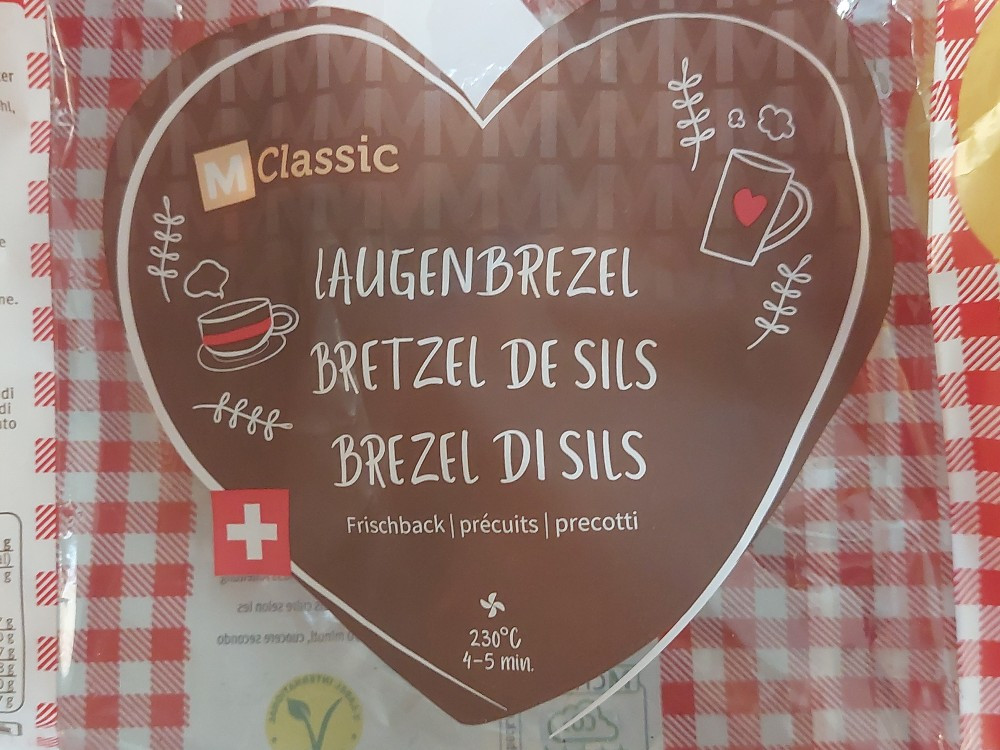 M Classic
LAUGENBREZEL
BRETZEL DE SILS
BREZEL DI SILS
Frischback | précuits | precotti
230°C
4-5 min.